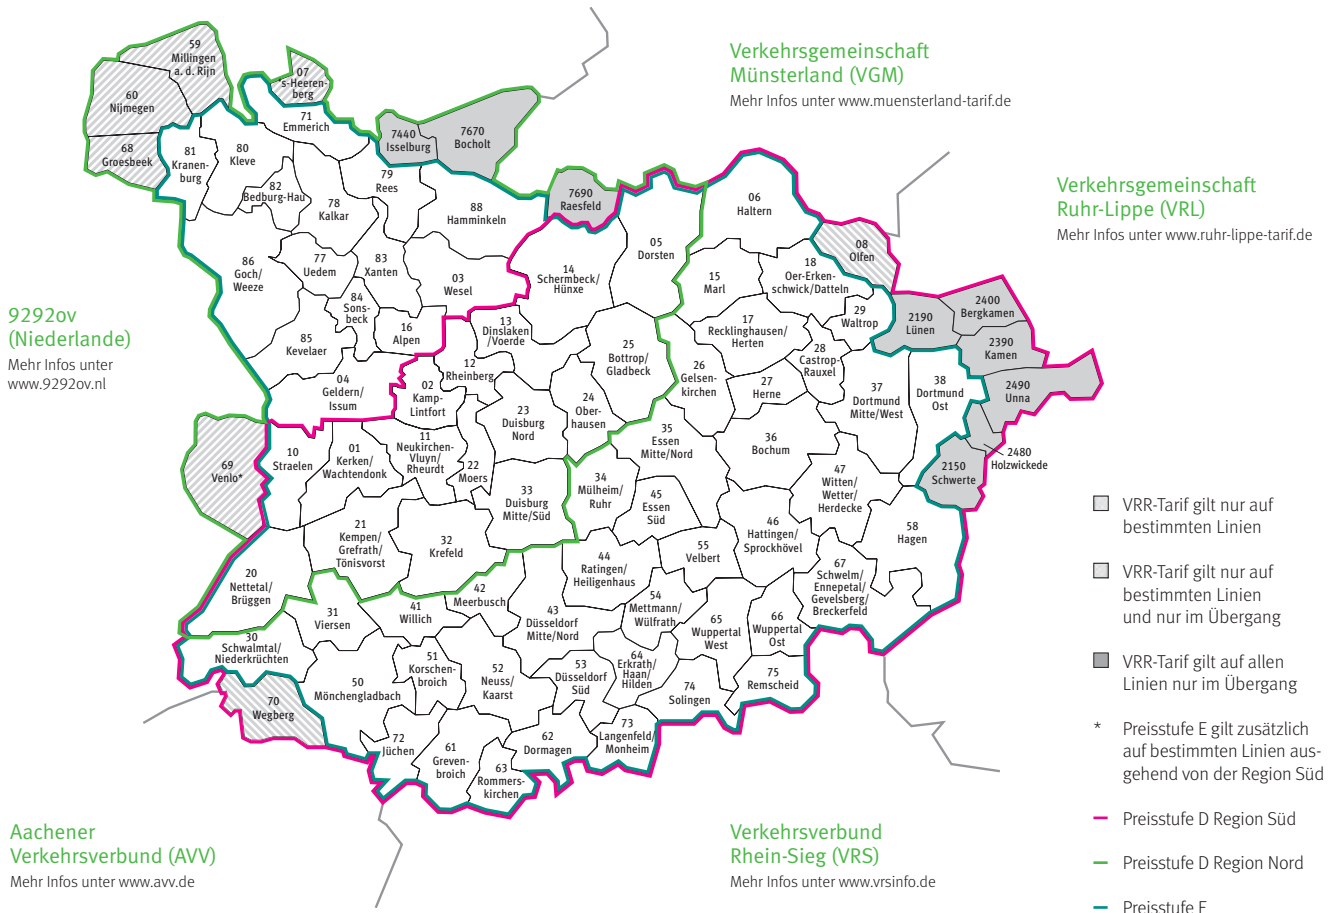 59
Millingen
a. d. Rijn
60
Nijmegen
68
Groesbeek
07
's-Heeren-
berg
71
Emmerich
81
Kranen-
burg
80
Kleve
82
Bedburg-Hau
78
Kalkar
79
Rees
7440
Isselburg
7670
Bocholt
7690
Raesfeld
88
Hamminkeln
86
Goch/
Weeze
77
Uedem
83
Xanten
03
Wesel
84
Sons-
beck
16
Alpen
85
Kevelaer
04
Geldern/
Issum
14
Schermbeck/
Hünxe
05
Dorsten
06
Haltern
08
Olfen
15
Marl
18
Oer-Erken-
schwick/Datteln
29
Waltrop
17
Recklinghausen/
Herten
28
Castrop-
Rauxel
13
Dinslaken
/Voerde
12
Rheinberg
02
Kamp-
Lintfort
25
Bottrop/
Gladbeck
26
Gelsen-
kirchen
27
Herne
24
Ober-
hausen
23
Duisburg
Nord
37
Dortmund
Mitte/West
38
Dortmund
Ost
2190
Lünen
2400
Bergkamen
2390
Kamen
2490
Unna
2480
Holzwickede
2150
Schwerte
69
Venlo*
10
Straelen
01
Kerken/
Wachtendonk
11
Neukirchen-
Vluyn/
Rheurdt
22
Moers
33
Duisburg
Mitte/Süd
34
Mülheim/
Ruhr
35
Essen
Mitte/Nord
45
Essen
Süd
36
Bochum
47
Witten/
Wetter/
Herdecke
46
Hattingen/
Sprockhövel
58
Hagen
21
Kempen/
Grefrath/
Tönisvorst
32
Krefeld
20
Nettetal/
Brüggen
31
Viersen
41
Willich
42
Meerbusch
44
Ratingen/
Heiligenhaus
55
Velbert
43
Düsseldorf
Mitte/Nord
54
Mettmann/
Wülfrath
65
Wuppertal
West
66
Wuppertal
Ost
67
Schwelm/
Ennepetal/
Gevelsberg/
Breckerfeld
30
Schwalmtal/
Niederkrüchten
50
Mönchengladbach
51
Korschen-
broich
52
Neuss/
Kaarst
53
Düsseldorf
Süd
64
Erkrath/
Haan/
Hilden
74
Solingen
75
Remscheid
70
Wegberg
72
Jüchen
61
Greven-
broich
63
Rommers-
kirchen
62
Dormagen
73
Langenfeld/
Monheim
Verkehrsgemeinschaft
Münsterland (VGM)
Mehr Infos unter www.muensterland-tarif.de
Verkehrsgemeinschaft
Ruhr-Lippe (VRL)
Mehr Infos unter www.ruhr-lippe-tarif.de
9292ov
(Niederlande)
Mehr Infos unter
www.9292ov.nl
Aachener
Verkehrsverbund (AVV)
Mehr Infos unter www.avv.de
Verkehrsverbund
Rhein-Sieg (VRS)
Mehr Infos unter www.vrsinfo.de
VRR-Tarif gilt nur auf
bestimmten Linien
VRR-Tarif gilt nur auf
bestimmten Linien
und nur im Übergang
VRR-Tarif gilt auf allen
Linien nur im Übergang
* Preisstufe E gilt zusätzlich
auf bestimmten Linien aus-
gehend von der Region Süd
Preisstufe D Region Süd
Preisstufe D Region Nord
Preisstufe E